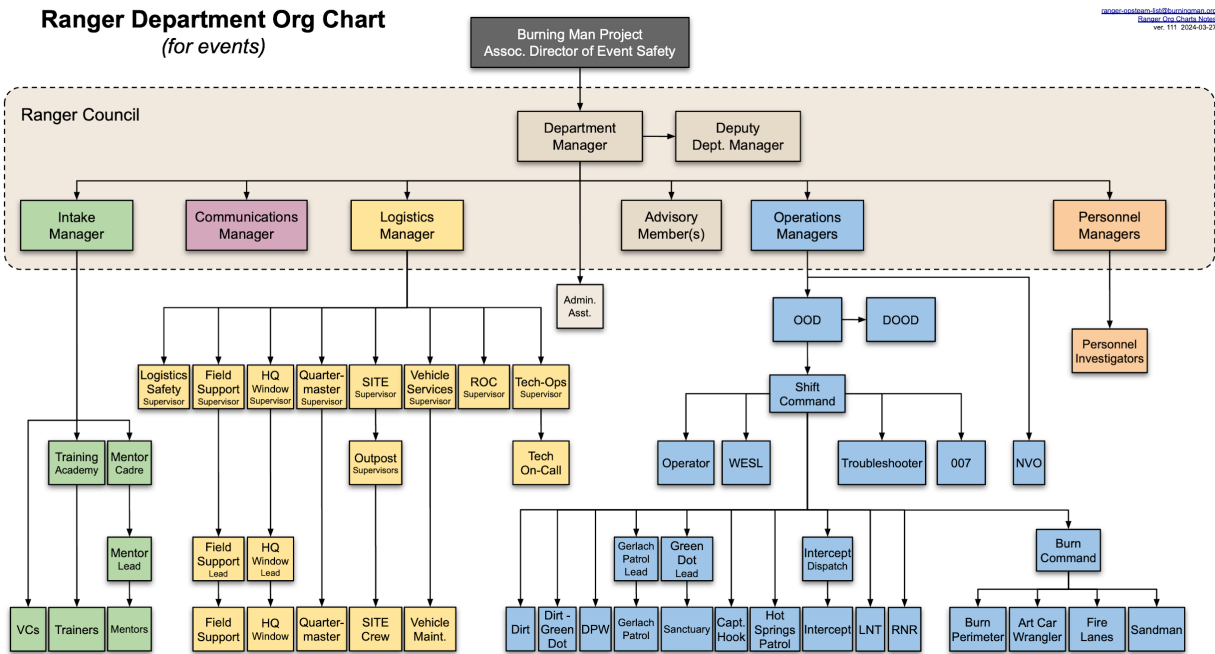 Ranger Department Org Chart
(for events)
ranger-opsteam-list@burningman.org
Ranger Org Charts Notes
ver. 111 2024-03-27
Burning Man Project
Assoc. Director of Event Safety
Ranger Council
Department
Manager
Deputy
Dept. Manager
Intake
Manager
Communications
Manager
Logistics
Manager
Advisory
Member(s)
Operations
Managers
Personnel
Managers
Admin.
Asst.
OOD
DOOD
Personnel
Investigators
Logistics
Safety
Supervisor
Field
Support
Supervisor
HQ
Window
Supervisor
Quarter-
master
Supervisor
SITE
Supervisor
Vehicle
Services
Supervisor
ROC
Supervisor
Tech-Ops
Supervisor
Shift
Command
Training
Academy
Mentor
Cadre
Outpost
Supervisors
Tech
On-Call
Operator
WESL
Troubleshooter
007
NVO
Mentor
Lead
Field
Support
Lead
HQ
Window
Lead
Gerlach
Patrol
Lead
Green
Dot
Lead
Intercept
Dispatch
Burn
Command
VCs
Trainers
Mentors
Field
Support
HQ
Window
Quarter-
master
SITE
Crew
Vehicle
Maint.
Dirt
Dirt -
Green
Dot
DPW
Gerlach
Patrol
Sanctuary
Capt.
Hook
Hot
Springs
Patrol
Intercept
LNT
RNR
Burn
Perimeter
Art Car
Wrangler
Fire
Lanes
Sandman